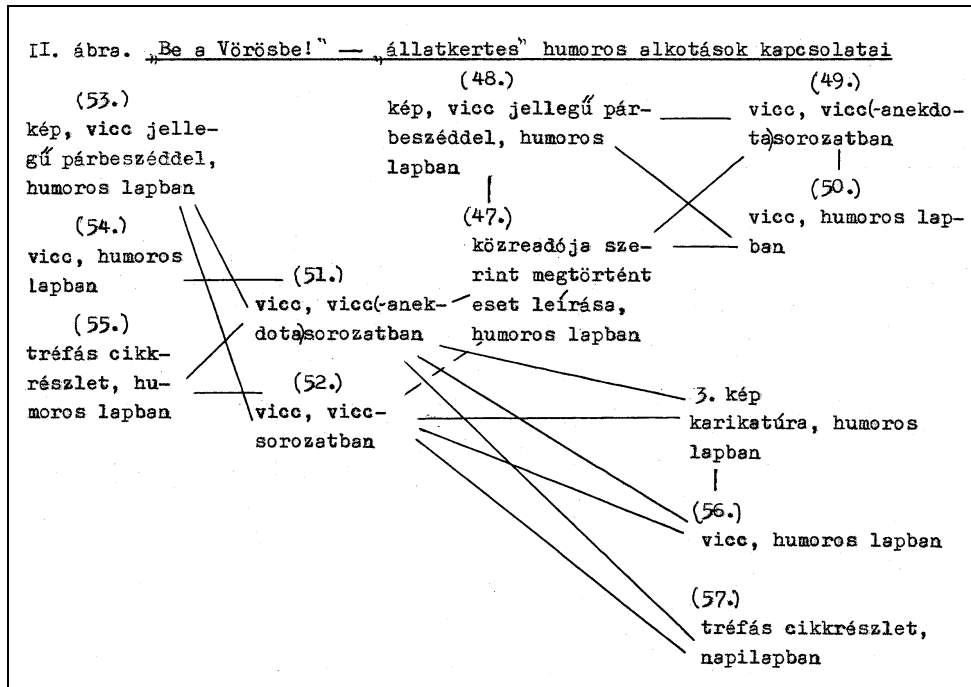 II. ábra. „Be a Vörösbe!" — „állatkertes" humoros alkotások kapcsolatai
(53.)
kép, vicc jelle-
gű párbeszéddel,
humoros lapban
(54.)
vicc, humoros
lapban
(55.)
tréfás cikk-
részlet, hu-
moros lapban
(51.)
vicc, vicc(-anek-
dota)sorozatban
(52.)
vicc, vicc-
sorozatban
(48.)
kép, vicc jellegű pár-
beszéddel, humoros
lapban
(47.)
közreadója sze-
rint megtörtént
eset leírása,
humoros lapban
(49.)
vicc, vicc(-anekdo-
ta)sorozatban
(50.)
vicc, humoros lap-
ban
3. kép
karikatúra, humoros
lapban
(56.)
vicc, humoros lapban
(57.)
tréfás cikkrészlet,
napilapban